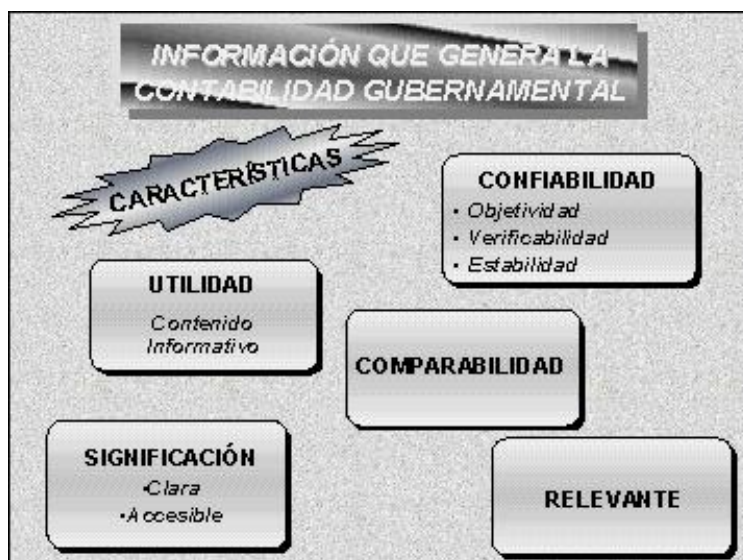 INFORMACIÓN QUE GENERA LA
CONTABILIDAD GUBERNAMENTAL
CARACTERÍSTICAS
CONFIABILIDAD
• Objetividad
• Verificabilidad
• Estabilidad
UTILIDAD
Contenido
Informativo
COMPARABILIDAD
SIGNIFICACIÓN
•Clara
•Accesible
RELEVANTE